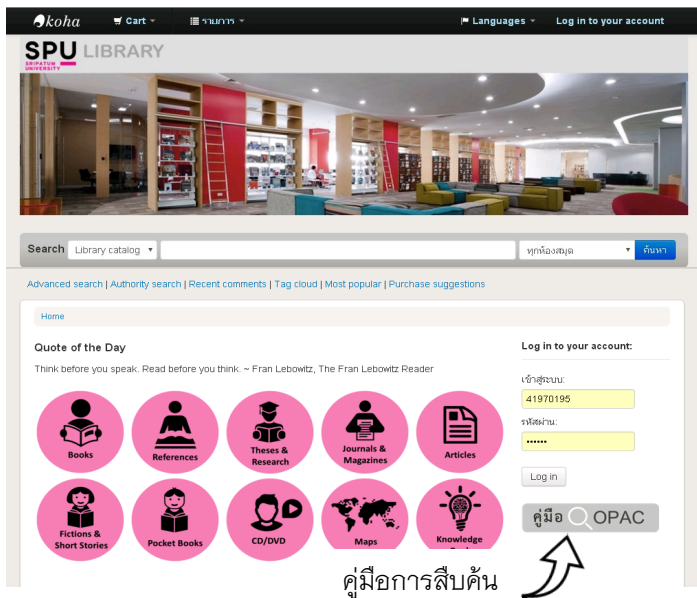 koha Cart รายการ Languages Log in to your account
SPU LIBRARY
SRIPATUM
UNIVERSITY
Search Library catalog ทุกห้องสมุด ค้นหา
Advanced search | Authority search | Recent comments | Tag cloud | Most popular | Purchase suggestions
Home
Quote of the Day
Think before you speak. Read before you think. ~ Fran Lebowitz, The Fran Lebowitz Reader
Books
References
Theses &
Research
Journals &
Magazines
Articles
Fictions &
Short Stories
Pocket Books
CD/DVD
Maps
Knowledge
Log in to your account:
เข้าสู่ระบบ:
41970195
รหัสผ่าน:
••••••
Log in
คู่มือ OPAC
คู่มือการสืบค้น